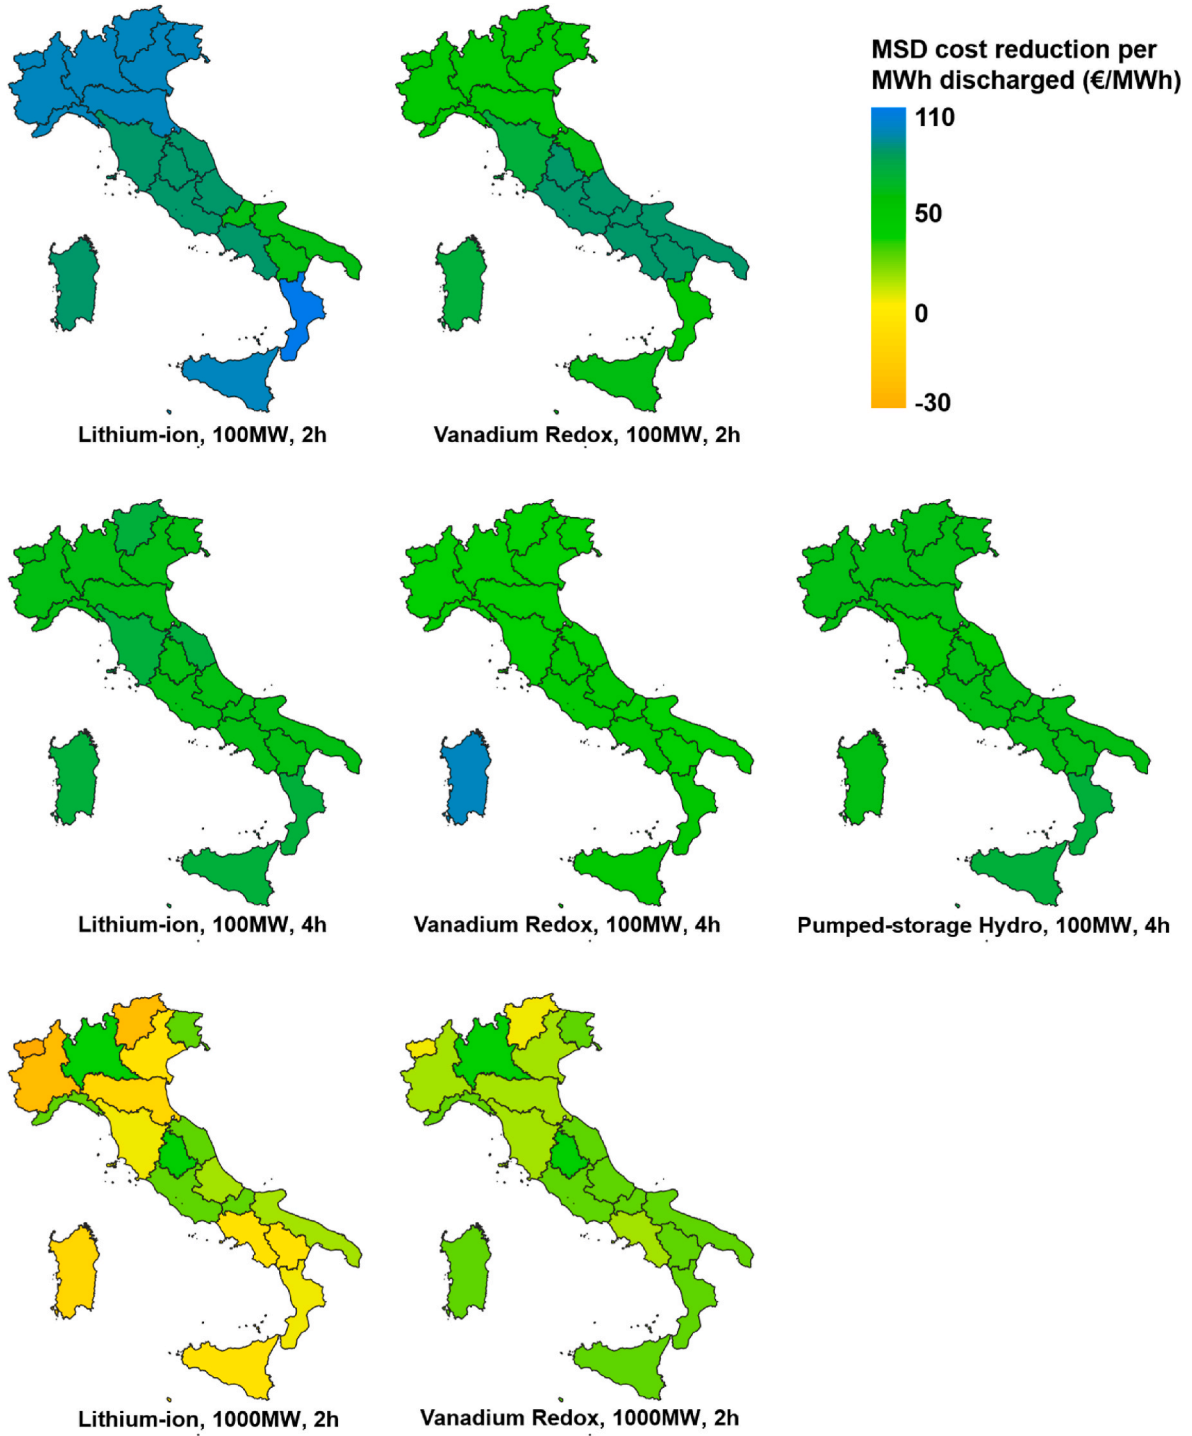 MSD cost reduction per
MWh discharged (€/MWh)
110
50
0
-30
Lithium-ion, 100MW, 2h
Vanadium Redox, 100MW, 2h
Lithium-ion, 100MW, 4h
Vanadium Redox, 100MW, 4h
Pumped-storage Hydro, 100MW, 4h
Lithium-ion, 1000MW, 2h
Vanadium Redox, 1000MW, 2h